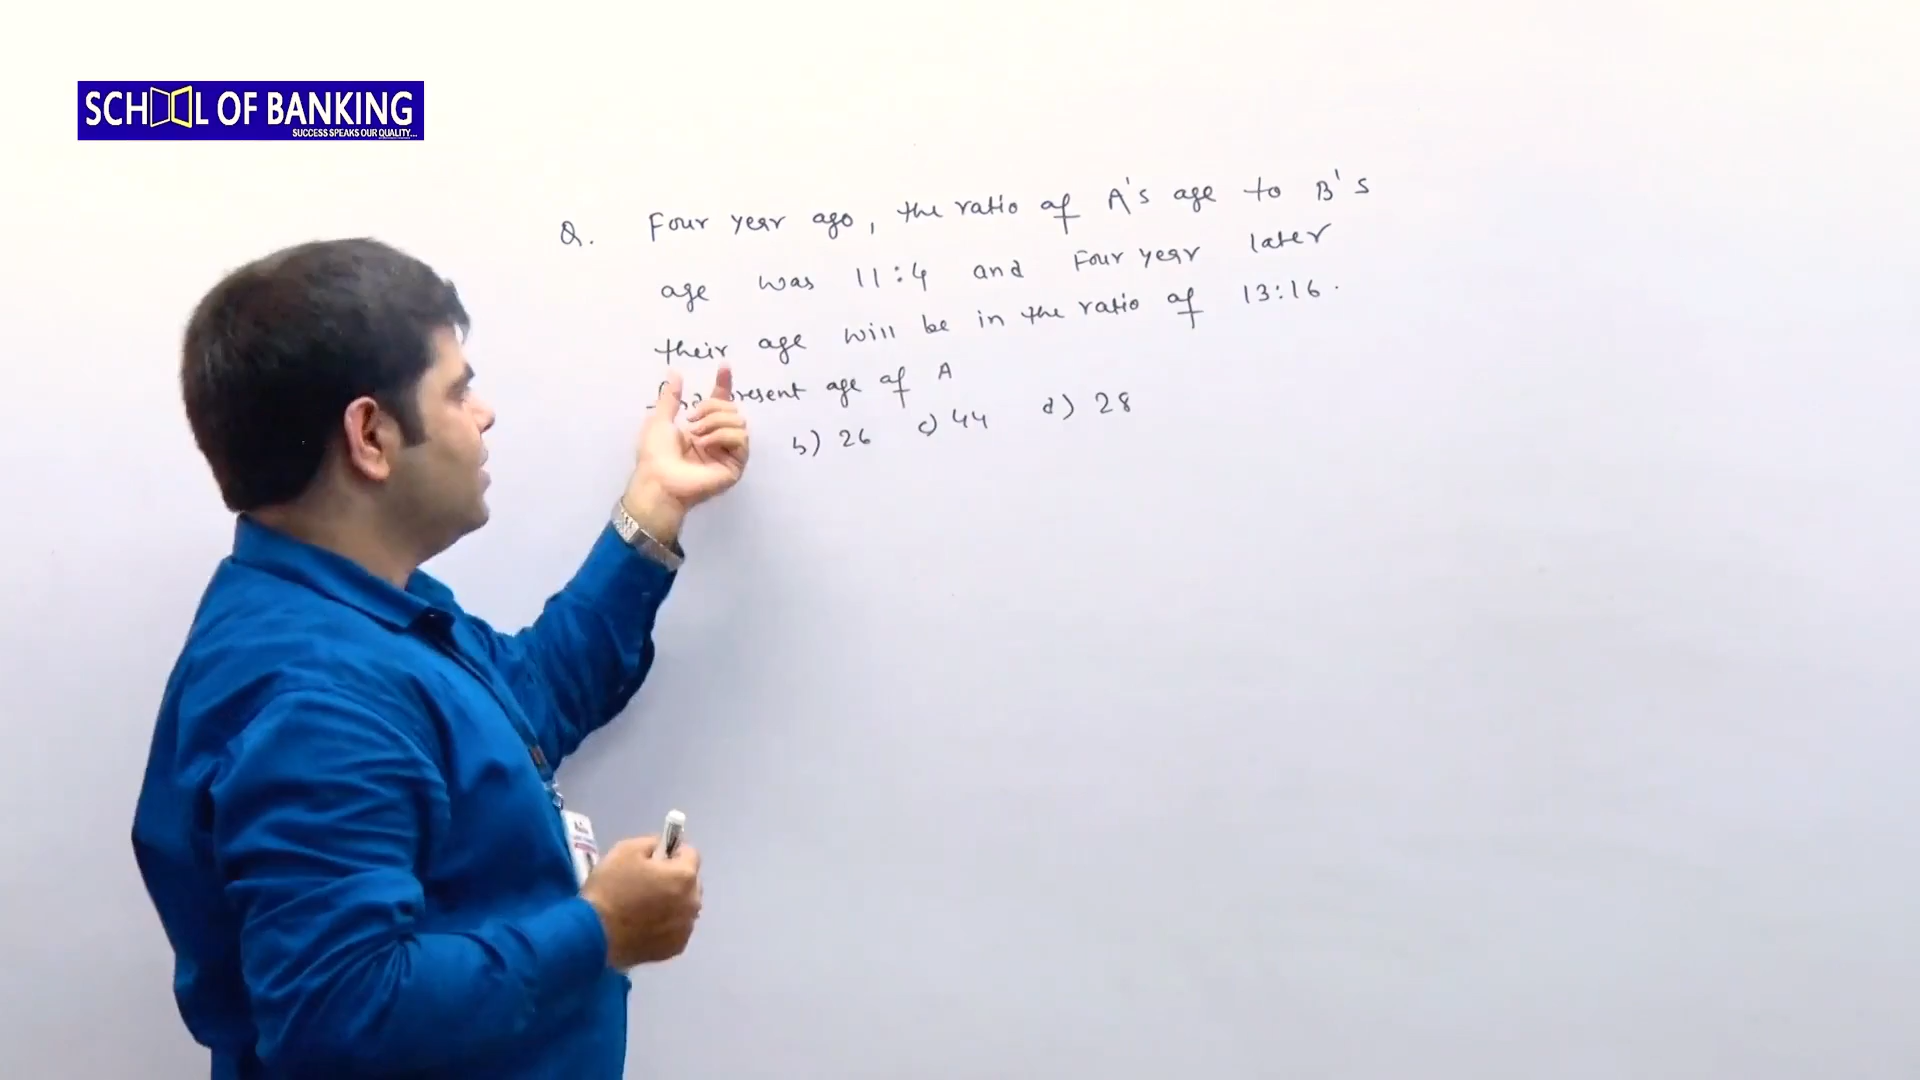 SCHOOL OF BANKING
SUCCESS SPEAKS OUR QUALITY...
Q. Four year ago, the ratio of A's age to B's
age was 11:4 and Four year later
their age will be in the ratio of 13:16.
present age of A
b) 26 c) 44 d) 28